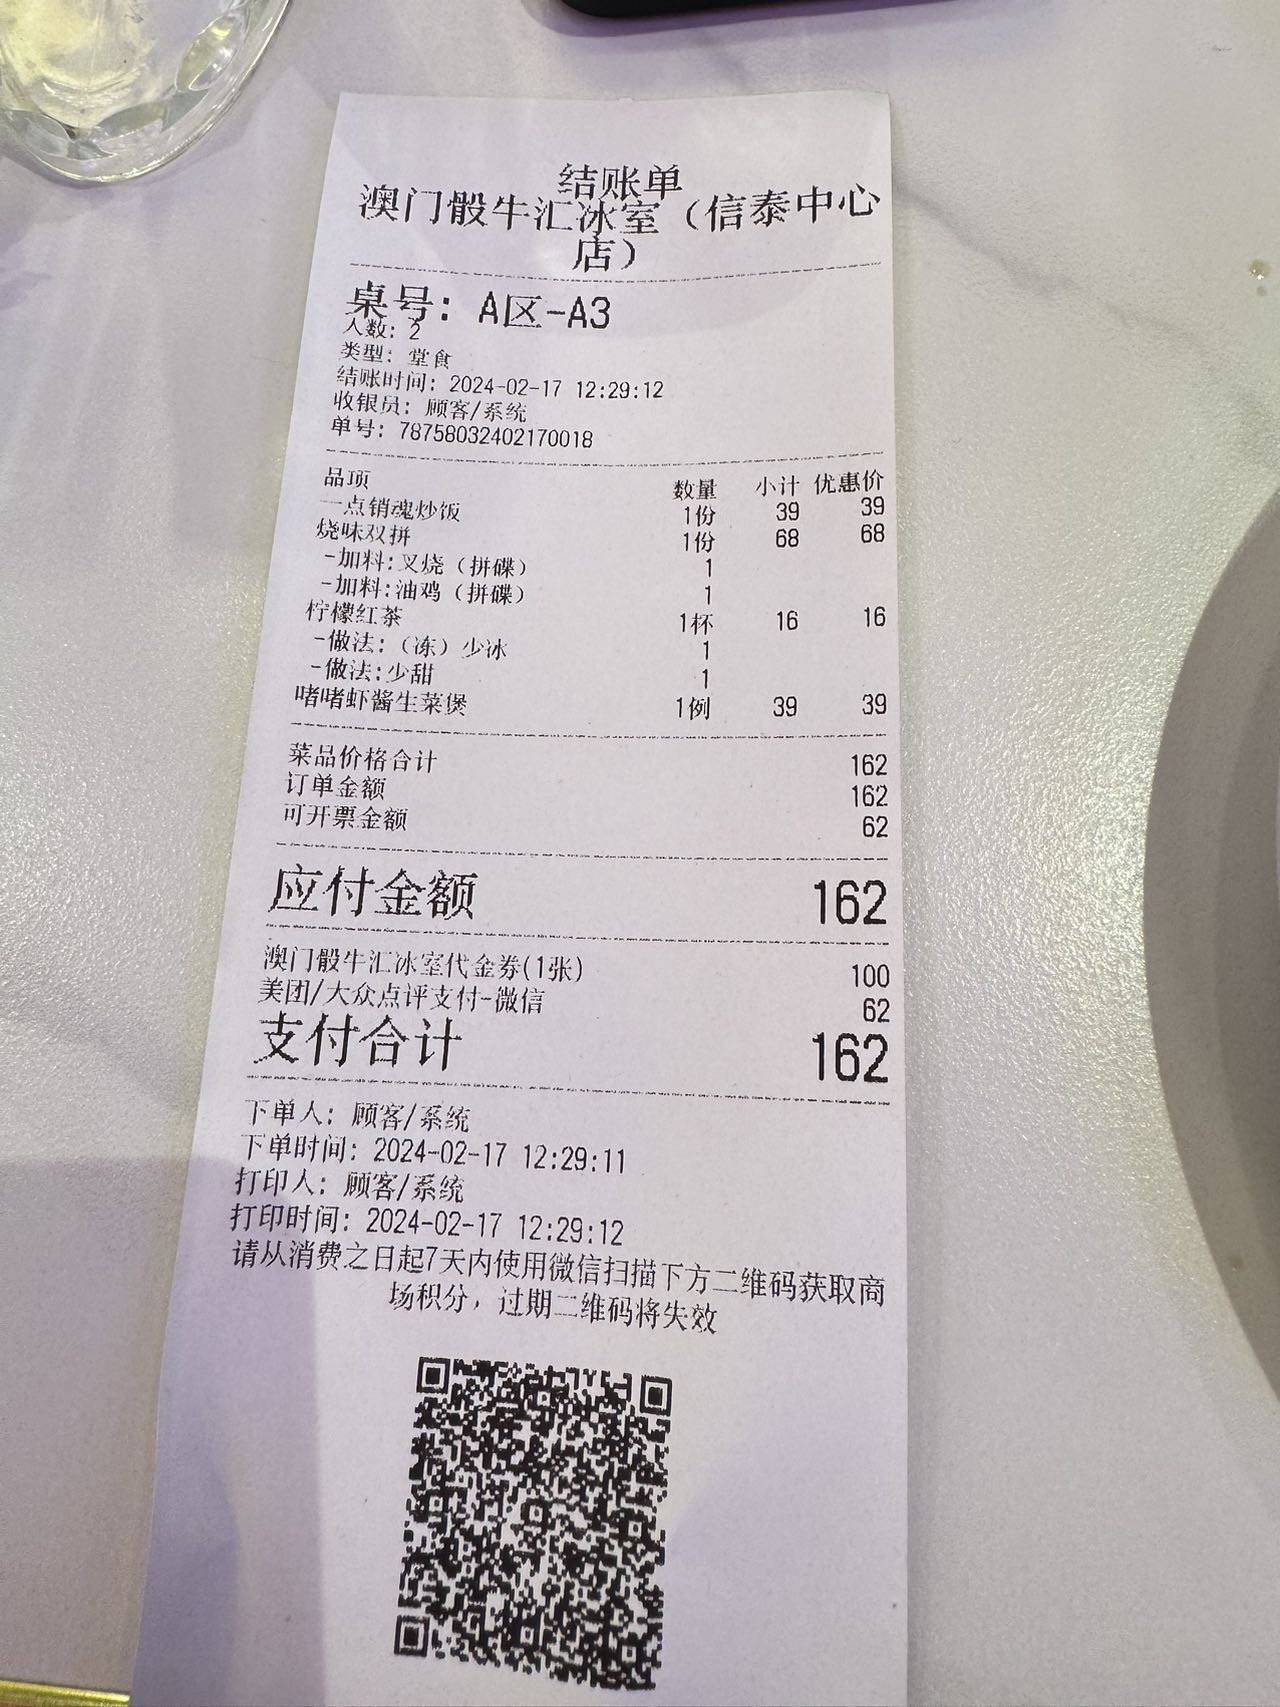 结账单
澳门骰牛汇冰室（信泰中心
店）
桌号：A区-A3
人数：2
类型：堂食
结账时间：2024-02-17 12:29:12
收银员：顾客/系统
单号：78758032402170018
品项 数量 小计 优惠价
一点销魂炒饭 1份 39 39
烧味双拼 1份 68 68
-加料:叉烧（拼碟） 1
-加料:油鸡（拼碟） 1
柠檬红茶 1杯 16 16
-做法:（冻）少冰 1
-做法:少甜 1
啫啫虾酱生菜煲 1例 39 39
菜品价格合计 162
订单金额 162
可开票金额 62
应付金额 162
澳门骰牛汇冰室代金券(1张) 100
美团/大众点评支付-微信 62
支付合计 162
下单人：顾客/系统
下单时间：2024-02-17 12:29:11
打印人：顾客/系统
打印时间：2024-02-17 12:29:12
请从消费之日起7天内使用微信扫描下方二维码获取商
场积分，过期二维码将失效